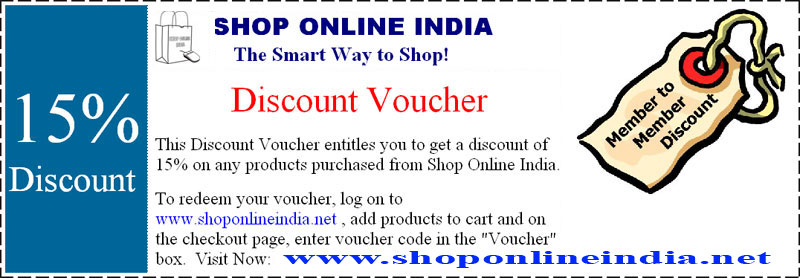 SHOP ONLINE INDIA
The Smart Way to Shop!
15%
Discount
Discount Voucher
This Discount Voucher entitles you to get a discount of
15% on any products purchased from Shop Online India.
To redeem your voucher, log on to
www.shoponlineindia.net , add products to cart and on
the checkout page, enter voucher code in the "Voucher"
box. Visit Now: www.shoponlineindia.net
Member to
Member
Discount